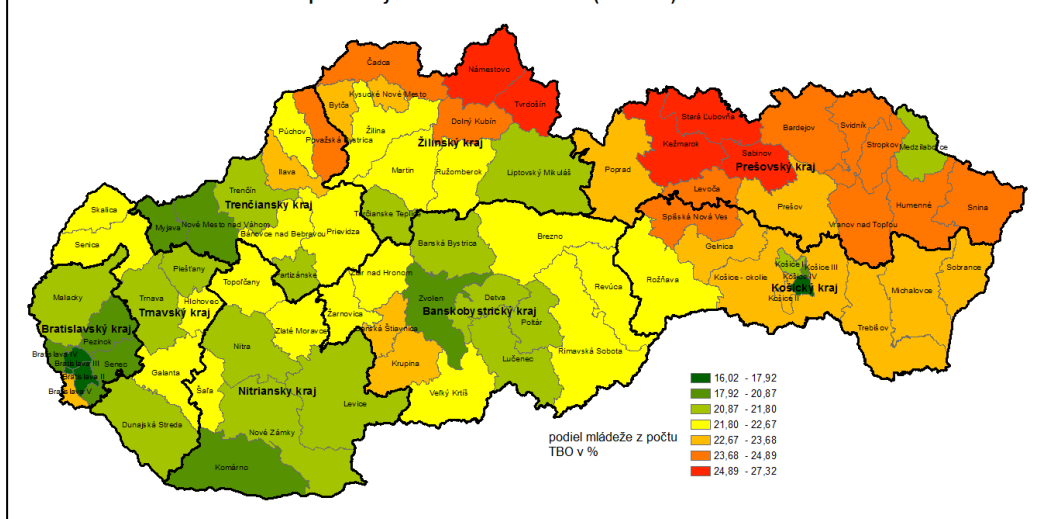 Čadca
Námestovo
Kysucké Nové Mesto
Bytča
Tvrdošín
Dolný Kubín
Púchov
Žilina
Považská Bystrica
Žilinský kraj
Ilava
Martin
Ružomberok
Liptovský Mikuláš
Stará Ľubovňa
Bardejov
Svidník
Stropkov
Medzilaborce
Kežmarok
Sabinov
Prešovský kraj
Poprad
Levoča
Prešov
Humenné
Snina
Vranov nad Topľou
Spišská Nová Ves
Gelnica
Trenčín
Trenčiansky kraj
Skalica
Myjava
Nové Mesto nad Váhom
Bánovce nad Bebravou
Prievidza
Turčianske Teplice
Senica
Banská Bystrica
Brezno
Rožňava
Košice - okolie
Košice I
Košice III
Košice IV
Košický kraj
Košice II
Sobrance
Michalovce
Trebišov
Piešťany
Topoľčany
Partizánske
Žiar nad Hronom
Malacky
Trnava
Hlohovec
Trnavský kraj
Zlaté Moravce
Žarnovica
Zvolen
Detva
Banskobystrický kraj
Poltár
Revúca
Bratislavský kraj
Pezinok
Bratislava IV
Bratislava III
Senec
Bratislava II
Bratislava V
Nitra
Banská Štiavnica
Lučenec
Rimavská Sobota
Galanta
Šaľa
Nitriansky kraj
Krupina
Veľký Krtíš
Levice
Dunajská Streda
Nové Zámky
Komárno
podiel mládeže z počtu
TBO v %
16,02 - 17,92
17,92 - 20,87
20,87 - 21,80
21,80 - 22,67
22,67 - 23,68
23,68 - 24,89
24,89 - 27,32